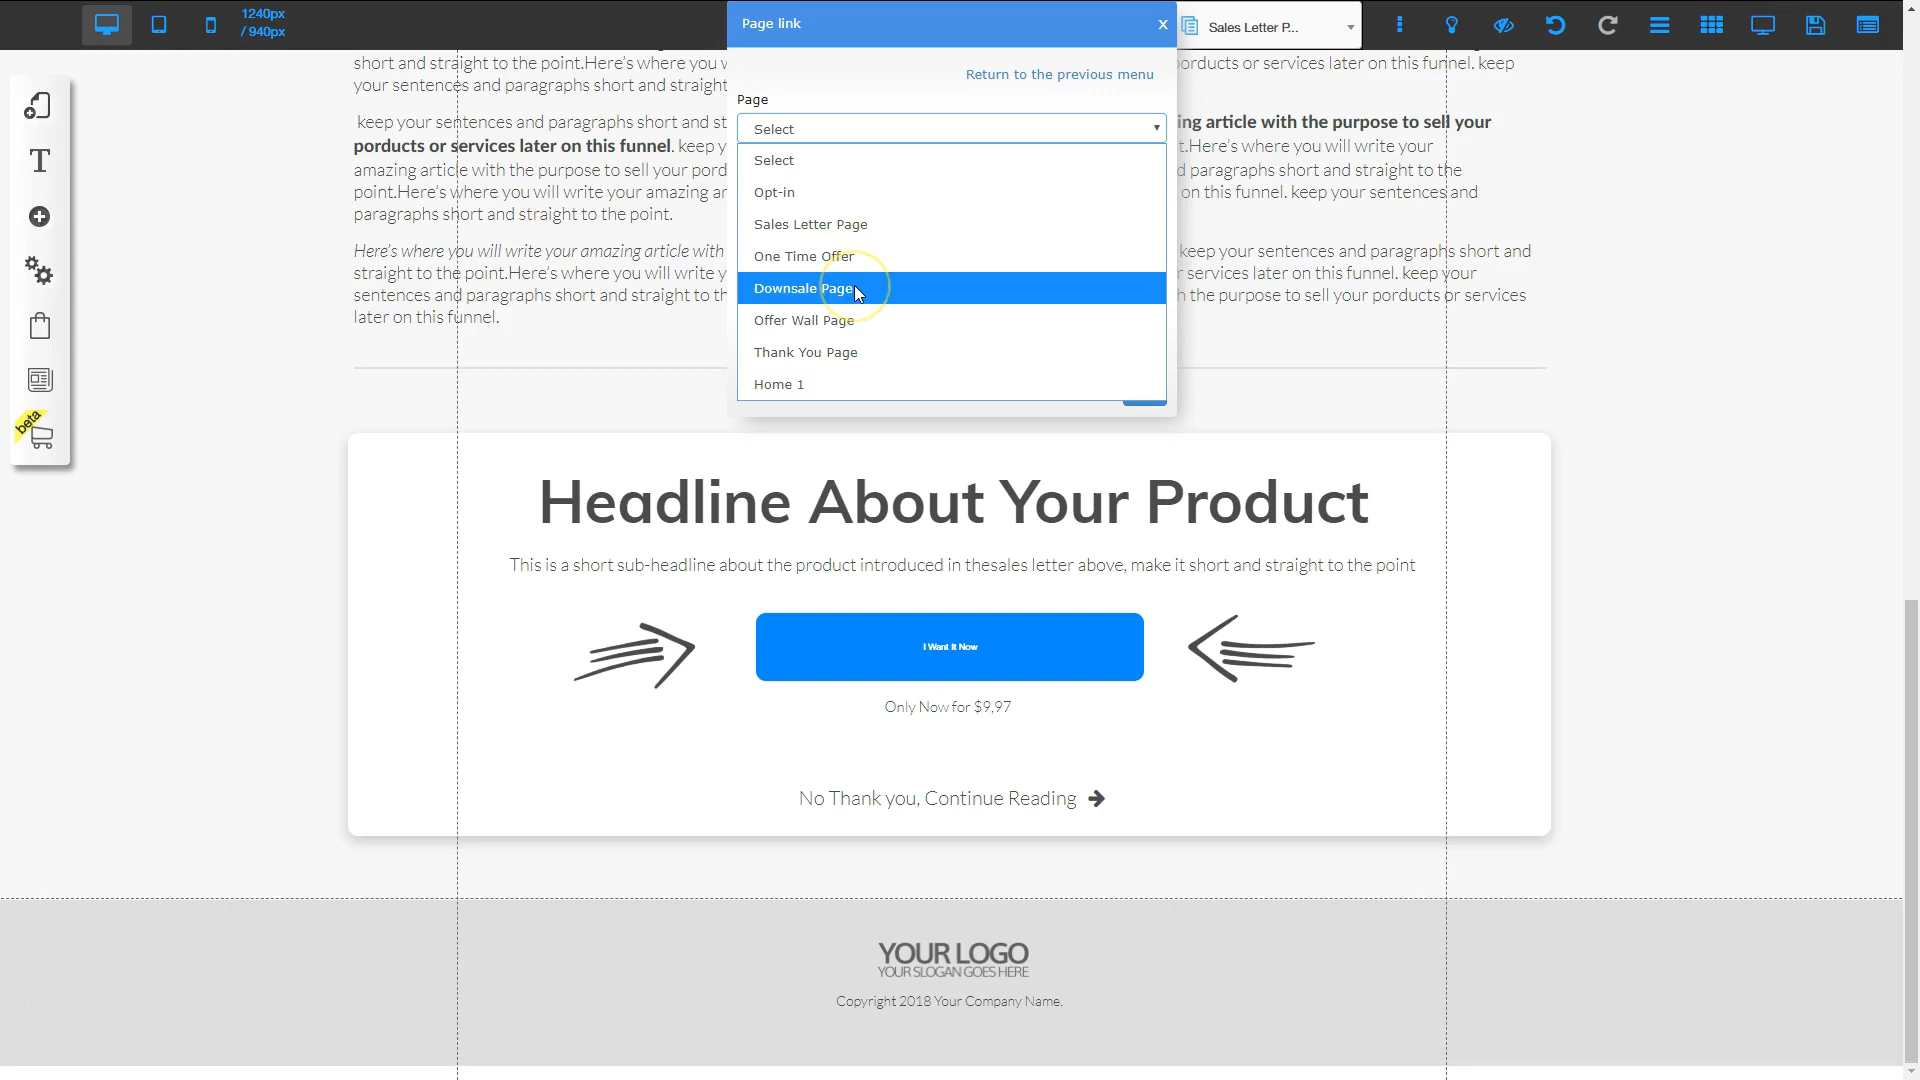 1240px
/ 940px
Page link
x
Sales Letter P...
short and straight to the point.Here's where you
porducts or services later on this funnel. keep
Return to the previous menu
your sentences and paragraphs short and straight
Page
Select
keep your sentences and paragraphs short and
ing article with the purpose to sell your
porducts or services later on this funnel. keep
t.Here's where you will write your
Select
amazing article with the purpose to sell your
d paragraphs short and straight to the
point.Here's where you will write your amazing
on this funnel. keep your sentences and
Opt-in
paragraphs short and straight to the point.
Sales Letter Page
Here's where you will write your amazing article with
keep your sentences and paragraphs short and
One Time Offer
straight to the point.Here's where you will write
r services later on this funnel. keep your
Downsale Page
sentences and paragraphs short and straight to
h the purpose to sell your porducts or services
later on this funnel.
Offer Wall Page
Thank You Page
Home 1
beta
Headline About Your Product
This is a short sub-headline about the product introduced in thesales letter above, make it short and straight to the point
I Want It Now
Only Now for $9,97
No Thank you, Continue Reading
YOUR LOGO
YOUR SLOGAN GOES HERE
Copyright 2018 Your Company Name.